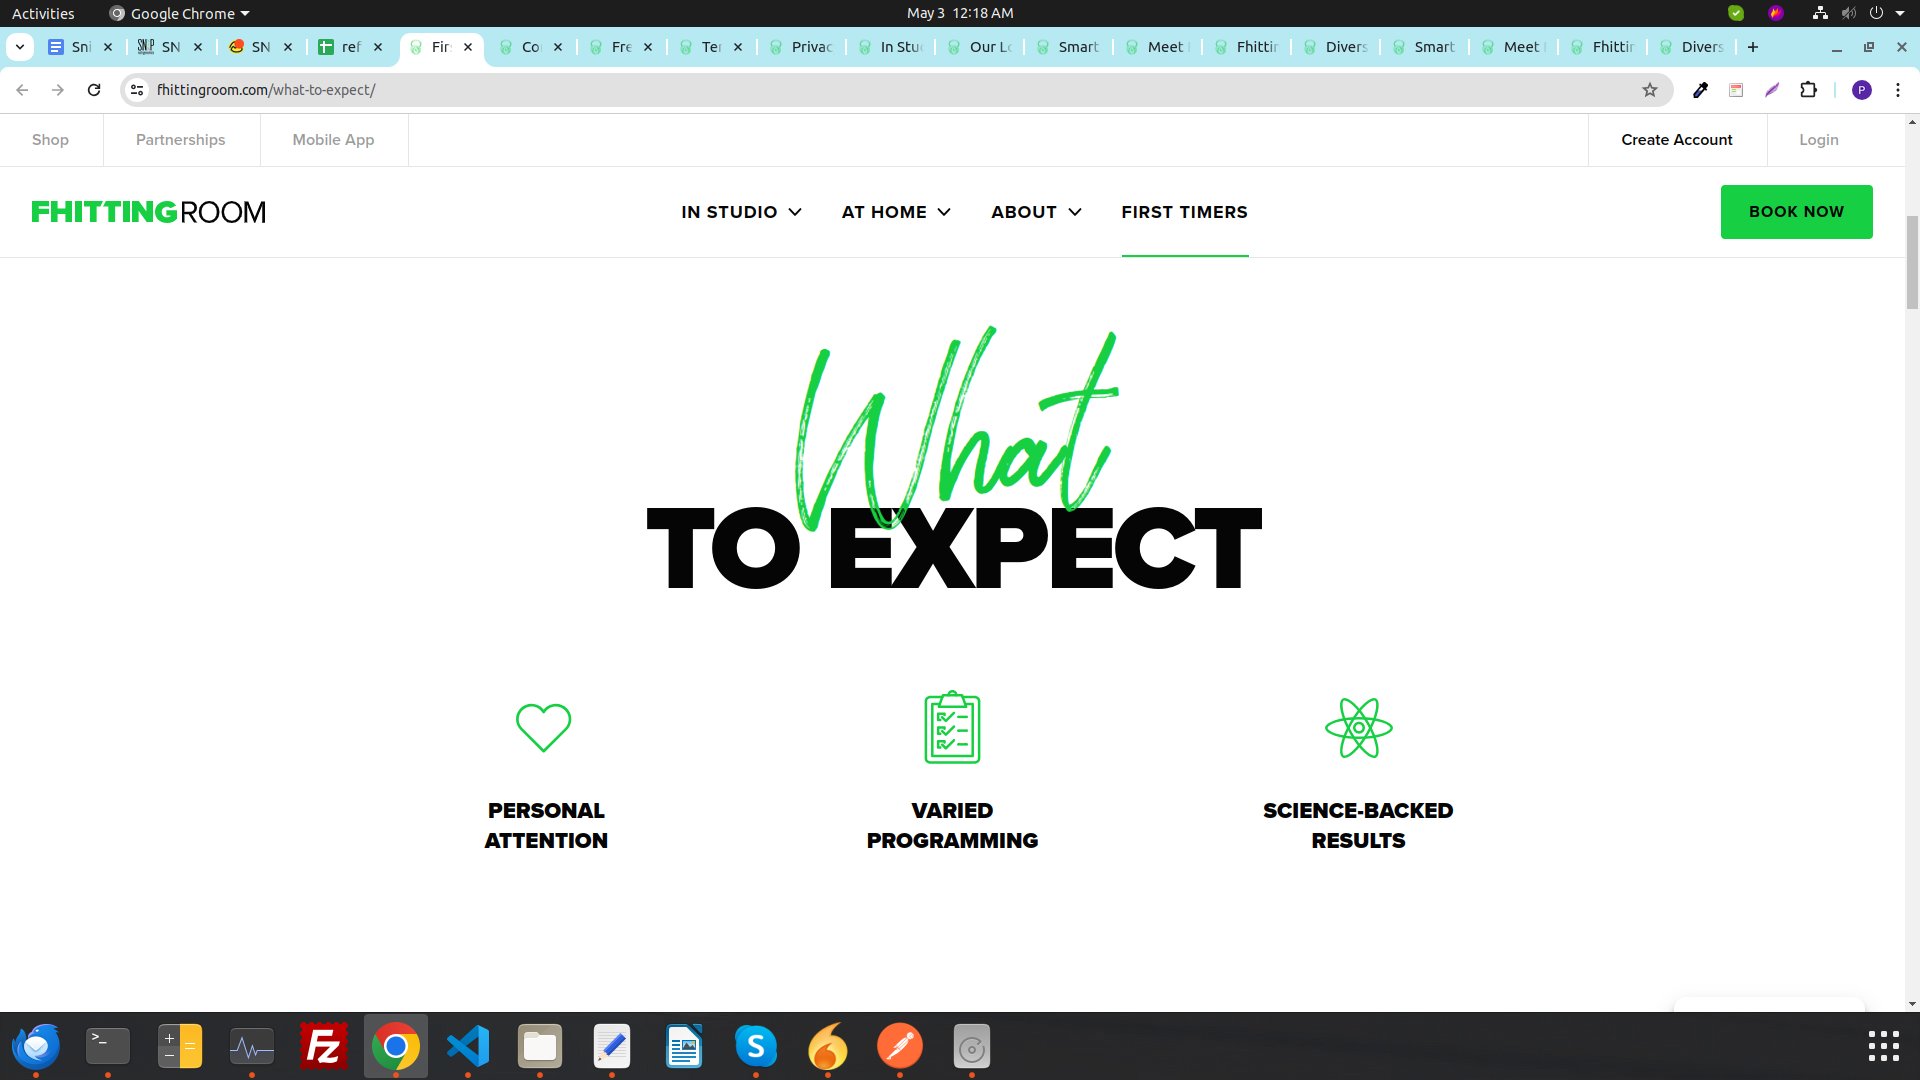 Activities
Google Chrome
May 3 12:18 AM
Sni
SN
SN
ref
Fir
Co
Fre
Ter
Privac
In Stu
Our Lo
Smart
Meet
Fhittin
Divers
Smart
Meet
Fhittin
Divers
fhittingroom.com/what-to-expect/
P
Shop
Partnerships
Mobile App
Create Account
Login
FHITTINGROOM
IN STUDIO
AT HOME
ABOUT
FIRST TIMERS
BOOK NOW
What
TO EXPECT
PERSONAL
ATTENTION
VARIED
PROGRAMMING
SCIENCE-BACKED
RESULTS